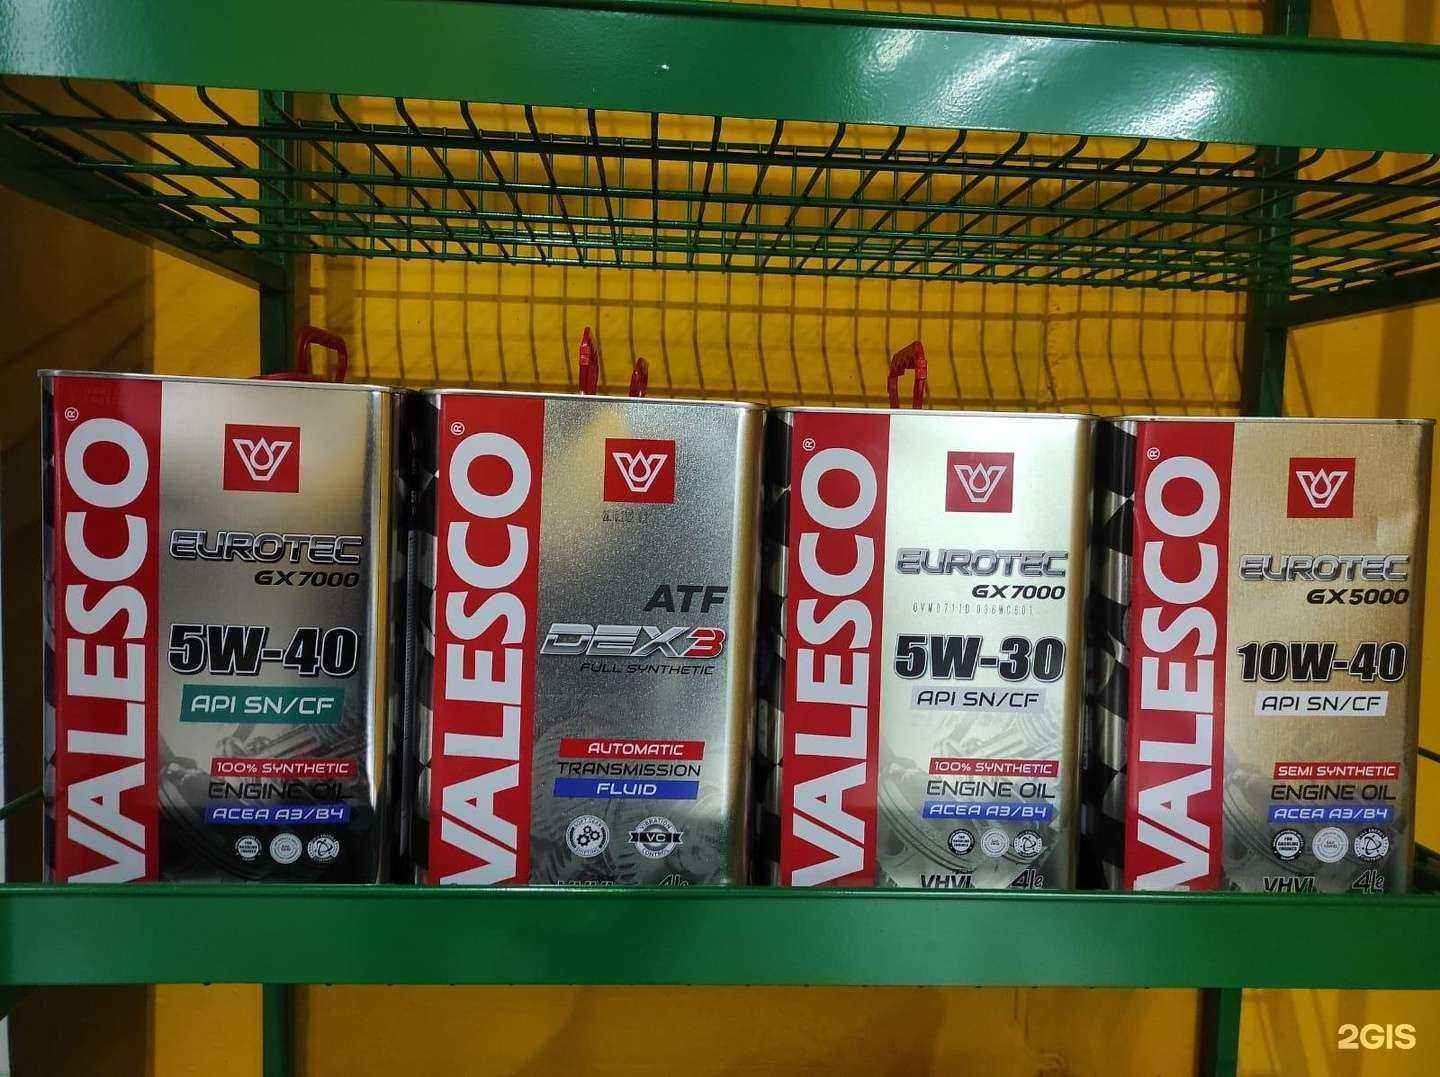 VALESCO®
EUROTEC
GX7000
5W-40
API SN/CF
100% SYNTHETIC
ENGINE OIL
ACEA A3/B4
VALESCO®
ATF
DEX3
FULL SYNTHETIC
AUTOMATIC
TRANSMISSION
FLUID
VC
VALESCO®
EUROTEC
GX7000
5W-30
API SN/CF
100% SYNTHETIC
ENGINE OIL
ACEA A3/B4
VHVI 4L
VALESCO®
EUROTEC
GX5000
10W-40
API SN/CF
SEMI SYNTHETIC
ENGINE OIL
ACEA A3/B4
VHVI 4L
2GIS